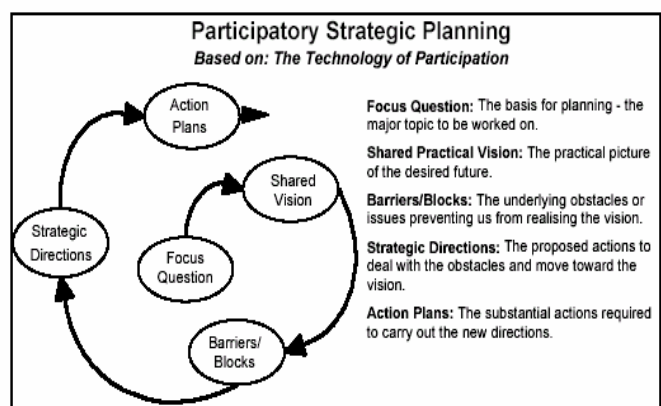 Participatory Strategic Planning
Based on: The Technology of Participation
Action
Plans
Shared
Vision
Strategic
Directions
Focus
Question
Barriers/
Blocks
Focus Question: The basis for planning - the
major topic to be worked on.
Shared Practical Vision: The practical picture
of the desired future.
Barriers/Blocks: The underlying obstacles or
issues preventing us from realising the vision.
Strategic Directions: The proposed actions to
deal with the obstacles and move toward the
vision.
Action Plans: The substantial actions required
to carry out the new directions.